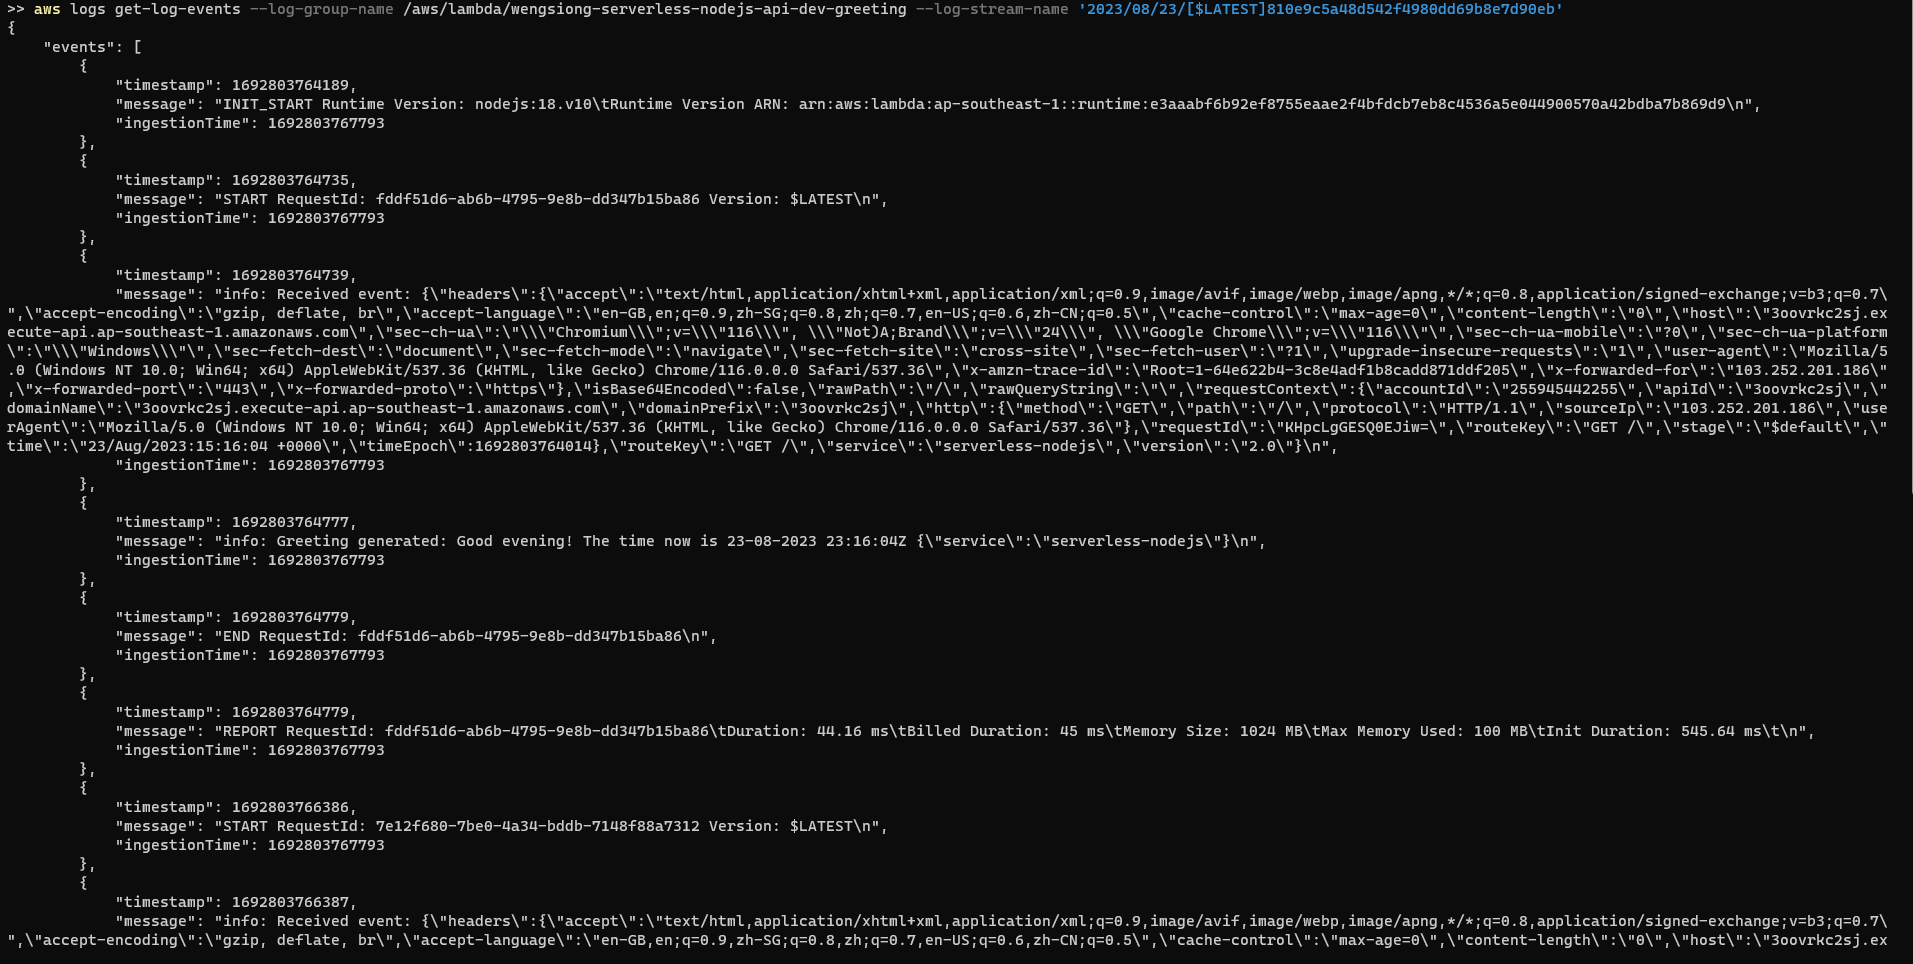 >> aws logs get-log-events --log-group-name /aws/lambda/wengsiong-serverless-nodejs-api-dev-greeting --log-stream-name '2023/08/23/[$LATEST]810e9c5a48d542f4980dd69b8e7d90eb'
{
    "events": [
        {
            "timestamp": 1692803764189,
            "message": "INIT_START Runtime Version: nodejs:18.v10\tRuntime Version ARN: arn:aws:lambda:ap-southeast-1::runtime:e3aaabf6b92ef8755eaae2f4bfdcb7eb8c4536a5e044900570a42bdba7b869d9\n",
            "ingestionTime": 1692803767793
        },
        {
            "timestamp": 1692803764735,
            "message": "START RequestId: fddf51d6-ab6b-4795-9e8b-dd347b15ba86 Version: $LATEST\n",
            "ingestionTime": 1692803767793
        },
        {
            "timestamp": 1692803764739,
            "message": "info: Received event: {\"headers\":{\"accept\":\"text/html,application/xhtml+xml,application/xml;q=0.9,image/avif,image/webp,image/apng,*/*;q=0.8,application/signed-exchange;v=b3;q=0.7\
",\"accept-encoding\":\"gzip, deflate, br\",\"accept-language\":\"en-GB,en;q=0.9,zh-SG;q=0.8,zh;q=0.7,en-US;q=0.6,zh-CN;q=0.5\",\"cache-control\":\"max-age=0\",\"content-length\":\"0\",\"host\":\"3oovrkc2sj.ex
ecute-api.ap-southeast-1.amazonaws.com\",\"sec-ch-ua\":\"\\\"Chromium\\\";v=\\\"116\\\", \\\"Not)A;Brand\\\";v=\\\"24\\\", \\\"Google Chrome\\\";v=\\\"116\\\"\",\"sec-ch-ua-mobile\":\"?0\",\"sec-ch-ua-platform
\":\"\\\"Windows\\\"\",\"sec-fetch-dest\":\"document\",\"sec-fetch-mode\":\"navigate\",\"sec-fetch-site\":\"cross-site\",\"sec-fetch-user\":\"?1\",\"upgrade-insecure-requests\":\"1\",\"user-agent\":\"Mozilla/5
.0 (Windows NT 10.0; Win64; x64) AppleWebKit/537.36 (KHTML, like Gecko) Chrome/116.0.0.0 Safari/537.36\",\"x-amzn-trace-id\":\"Root=1-64e622b4-3c8e4adf1b8cadd871ddf205\",\"x-forwarded-for\":\"103.252.201.186\"
,\"x-forwarded-port\":\"443\",\"x-forwarded-proto\":\"https\"},\"isBase64Encoded\":false,\"rawPath\":\"/\",\"rawQueryString\":\"\",\"requestContext\":{\"accountId\":\"255945442255\",\"apiId\":\"3oovrkc2sj\",\"
domainName\":\"3oovrkc2sj.execute-api.ap-southeast-1.amazonaws.com\",\"domainPrefix\":\"3oovrkc2sj\",\"http\":{\"method\":\"GET\",\"path\":\"/\",\"protocol\":\"HTTP/1.1\",\"sourceIp\":\"103.252.201.186\",\"use
rAgent\":\"Mozilla/5.0 (Windows NT 10.0; Win64; x64) AppleWebKit/537.36 (KHTML, like Gecko) Chrome/116.0.0.0 Safari/537.36\"},\"requestId\":\"KHpcLgGESQ0EJiw=\",\"routeKey\":\"GET /\",\"stage\":\"$default\",\"
time\":\"23/Aug/2023:15:16:04 +0000\",\"timeEpoch\":1692803764014},\"routeKey\":\"GET /\",\"service\":\"serverless-nodejs\",\"version\":\"2.0\"}\n",
            "ingestionTime": 1692803767793
        },
        {
            "timestamp": 1692803764777,
            "message": "info: Greeting generated: Good evening! The time now is 23-08-2023 23:16:04Z {\"service\":\"serverless-nodejs\"}\n",
            "ingestionTime": 1692803767793
        },
        {
            "timestamp": 1692803764779,
            "message": "END RequestId: fddf51d6-ab6b-4795-9e8b-dd347b15ba86\n",
            "ingestionTime": 1692803767793
        },
        {
            "timestamp": 1692803764779,
            "message": "REPORT RequestId: fddf51d6-ab6b-4795-9e8b-dd347b15ba86\tDuration: 44.16 ms\tBilled Duration: 45 ms\tMemory Size: 1024 MB\tMax Memory Used: 100 MB\tInit Duration: 545.64 ms\t\n",
            "ingestionTime": 1692803767793
        },
        {
            "timestamp": 1692803766386,
            "message": "START RequestId: 7e12f680-7be0-4a34-bddb-7148f88a7312 Version: $LATEST\n",
            "ingestionTime": 1692803767793
        },
        {
            "timestamp": 1692803766387,
            "message": "info: Received event: {\"headers\":{\"accept\":\"text/html,application/xhtml+xml,application/xml;q=0.9,image/avif,image/webp,image/apng,*/*;q=0.8,application/signed-exchange;v=b3;q=0.7\
",\"accept-encoding\":\"gzip, deflate, br\",\"accept-language\":\"en-GB,en;q=0.9,zh-SG;q=0.8,zh;q=0.7,en-US;q=0.6,zh-CN;q=0.5\",\"cache-control\":\"max-age=0\",\"content-length\":\"0\",\"host\":\"3oovrkc2sj.ex